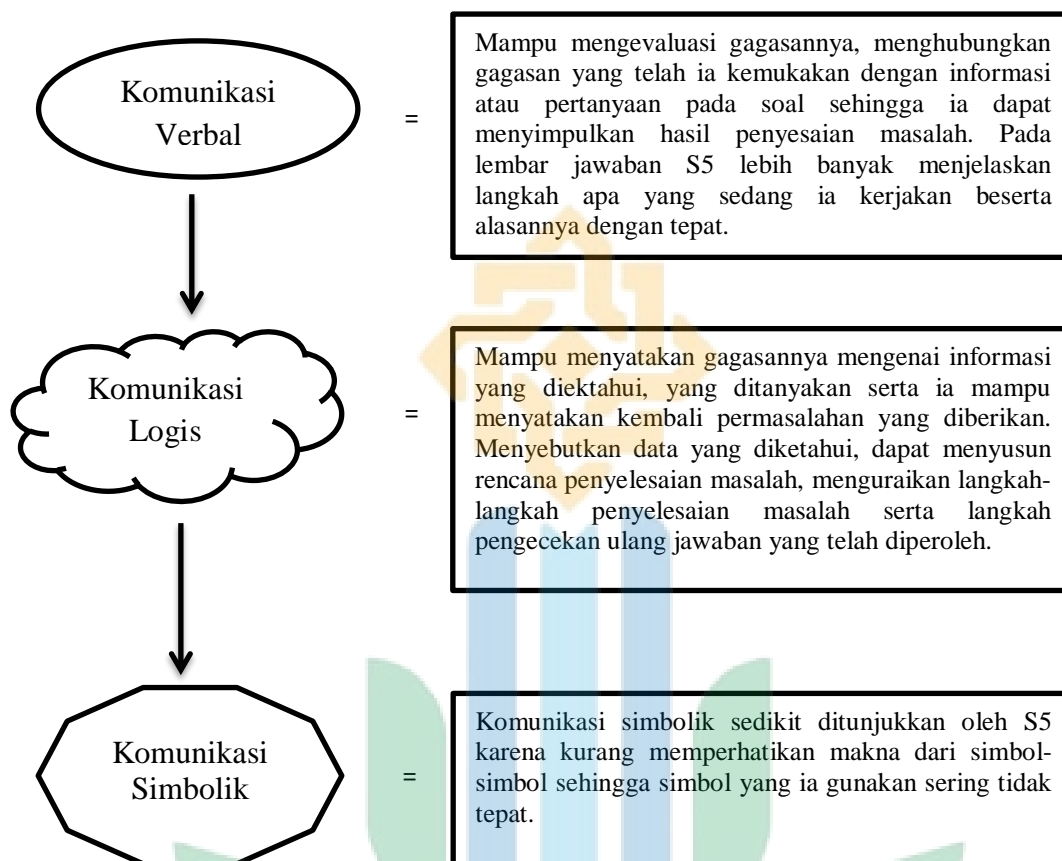 Komunikasi
Verbal
=
Mampu mengevaluasi gagasannya, menghubungkan
gagasan yang telah ia kemukakan dengan informasi
atau pertanyaan pada soal sehingga ia dapat
menyimpulkan hasil penyesaian masalah. Pada
lembar jawaban S5 lebih banyak menjelaskan
langkah apa yang sedang ia kerjakan beserta
alasannya dengan tepat.
Komunikasi
Logis
=
Mampu menyatakan gagasannya mengenai informasi
yang diektahui, yang ditanyakan serta ia mampu
menyatakan kembali permasalahan yang diberikan.
Menyebutkan data yang diketahui, dapat menyusun
rencana penyelesaian masalah, menguraikan langkah-
langkah penyelesaian masalah serta langkah
pengecekan ulang jawaban yang telah diperoleh.
Komunikasi
Simbolik
=
Komunikasi simbolik sedikit ditunjukkan oleh S5
karena kurang memperhatikan makna dari simbol-
simbol sehingga simbol yang ia gunakan sering tidak
tepat.